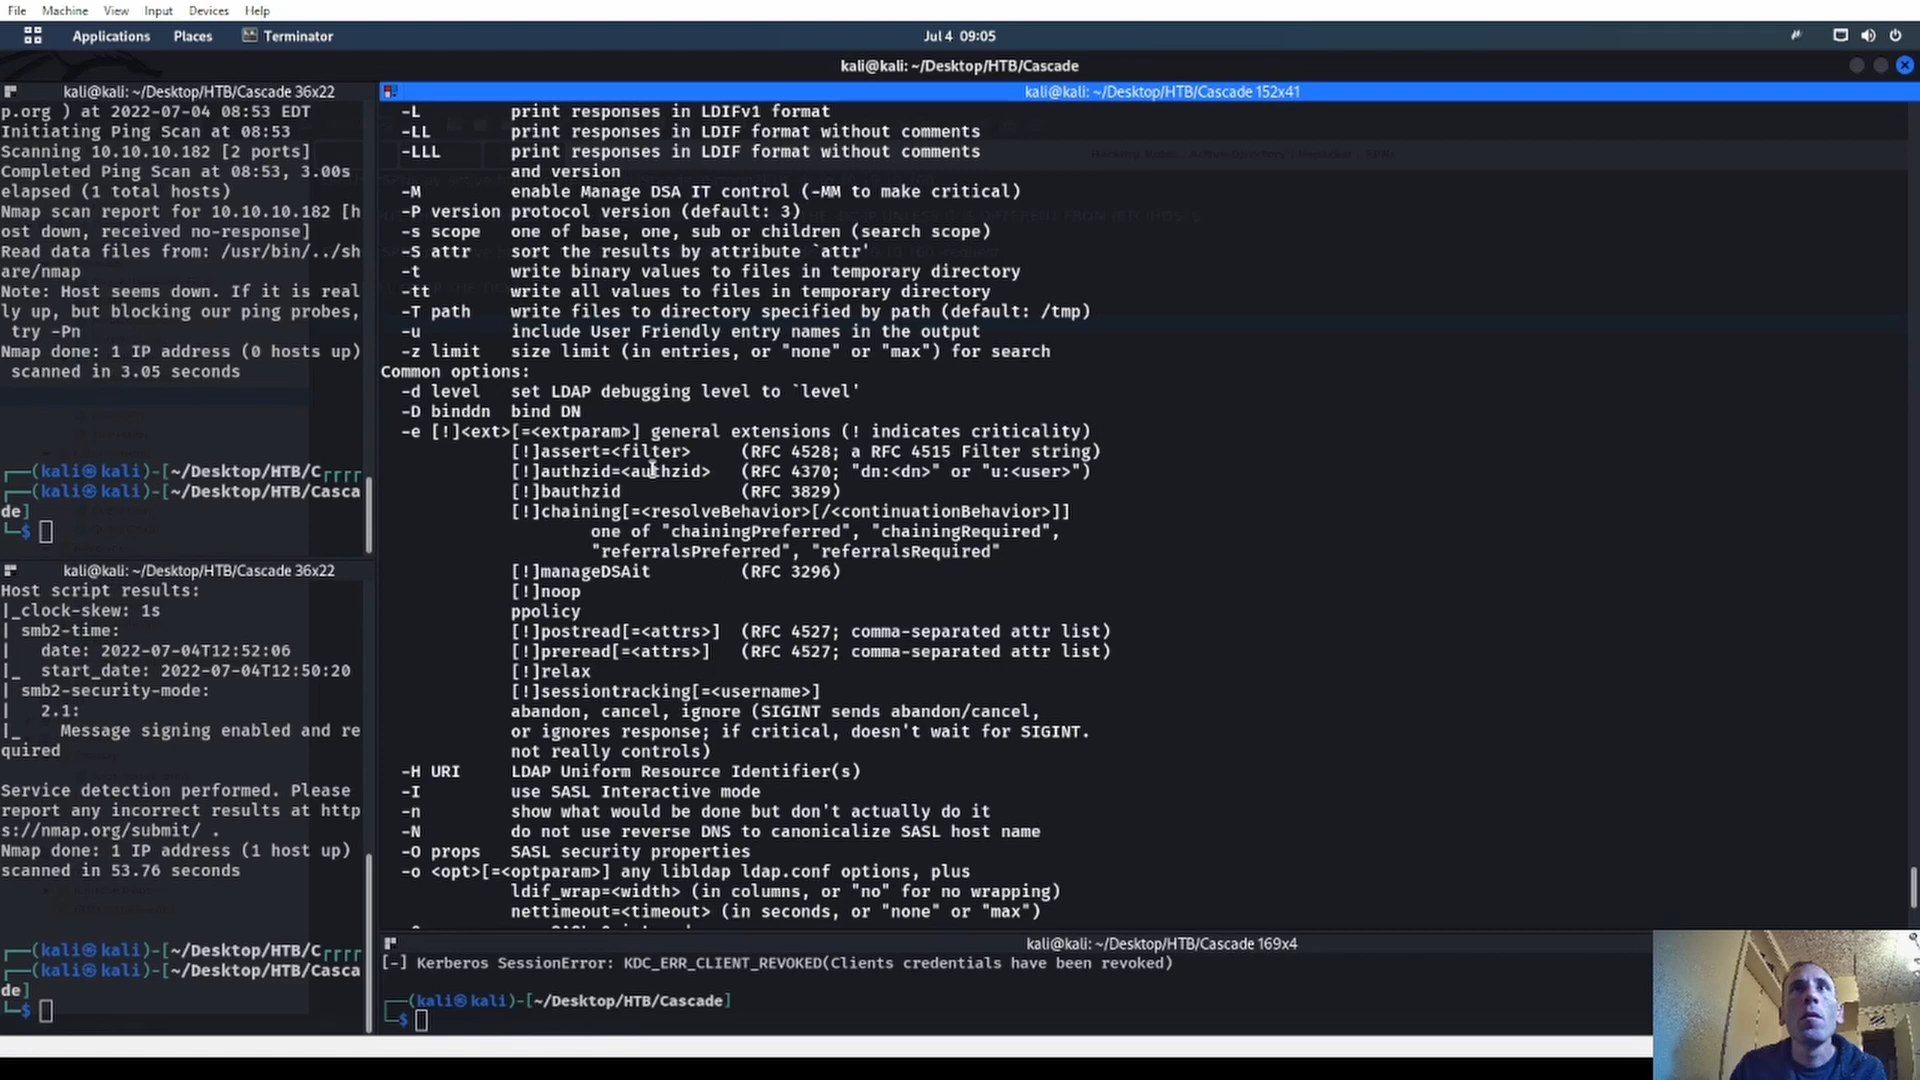 File Machine View Input Devices Help
Applications Places Terminator Jul 4 09:05
kali@kali: ~/Desktop/HTB/Cascade
kali@kali: ~/Desktop/HTB/Cascade 36x22
p.org ) at 2022-07-04 08:53 EDT
Initiating Ping Scan at 08:53
Scanning 10.10.10.182 [2 ports]
Completed Ping Scan at 08:53, 3.00s
elapsed (1 total hosts)
Nmap scan report for 10.10.10.182 [h
ost down, received no-response]
Read data files from: /usr/bin/../sh
are/nmap
Note: Host seems down. If it is real
ly up, but blocking our ping probes,
try -Pn
Nmap done: 1 IP address (0 hosts up)
scanned in 3.05 seconds
┌──(kali㉿kali)-[~/Desktop/HTB/C┌┌┌┌
┌──(kali㉿kali)-[~/Desktop/HTB/Casca
de]
└─$
kali@kali: ~/Desktop/HTB/Cascade 36x22
Host script results:
|_clock-skew: 1s
| smb2-time:
|   date: 2022-07-04T12:52:06
|_  start_date: 2022-07-04T12:50:20
| smb2-security-mode:
|   2.1:
|_    Message signing enabled and re
quired
Service detection performed. Please
report any incorrect results at http
s://nmap.org/submit/ .
Nmap done: 1 IP address (1 host up)
scanned in 53.76 seconds
┌──(kali㉿kali)-[~/Desktop/HTB/C┌┌┌┌
┌──(kali㉿kali)-[~/Desktop/HTB/Casca
de]
└─$
kali@kali: ~/Desktop/HTB/Cascade 152x41
-L         print responses in LDIFv1 format
-LL        print responses in LDIF format without comments
-LLL       print responses in LDIF format without comments
and version
-M         enable Manage DSA IT control (-MM to make critical)
-P version protocol version (default: 3)
-s scope   one of base, one, sub or children (search scope)
-S attr    sort the results by attribute `attr'
-t         write binary values to files in temporary directory
-tt        write all values to files in temporary directory
-T path    write files to directory specified by path (default: /tmp)
-u         include User Friendly entry names in the output
-z limit   size limit (in entries, or "none" or "max") for search
Common options:
-d level   set LDAP debugging level to `level'
-D binddn  bind DN
-e [!]<ext>[=<extparam>] general extensions (! indicates criticality)
[!]assert=<filter>     (RFC 4528; a RFC 4515 Filter string)
[!]authzid=<authzid>   (RFC 4370; "dn:<dn>" or "u:<user>")
[!]bauthzid            (RFC 3829)
[!]chaining[=<resolveBehavior>[/<continuationBehavior>]]
one of "chainingPreferred", "chainingRequired",
"referralsPreferred", "referralsRequired"
[!]manageDSAit         (RFC 3296)
[!]noop
ppolicy
[!]postread[=<attrs>]  (RFC 4527; comma-separated attr list)
[!]preread[=<attrs>]   (RFC 4527; comma-separated attr list)
[!]relax
[!]sessiontracking[=<username>]
abandon, cancel, ignore (SIGINT sends abandon/cancel,
or ignores response; if critical, doesn't wait for SIGINT.
not really controls)
-H URI     LDAP Uniform Resource Identifier(s)
-I         use SASL Interactive mode
-n         show what would be done but don't actually do it
-N         do not use reverse DNS to canonicalize SASL host name
-O props   SASL security properties
-o <opt>[=<optparam>] any libldap ldap.conf options, plus
ldif_wrap=<width> (in columns, or "no" for no wrapping)
nettimeout=<timeout> (in seconds, or "none" or "max")
kali@kali: ~/Desktop/HTB/Cascade 169x4
[-] Kerberos SessionError: KDC_ERR_CLIENT_REVOKED(Clients credentials have been revoked)
┌──(kali㉿kali)-[~/Desktop/HTB/Cascade]
└─$